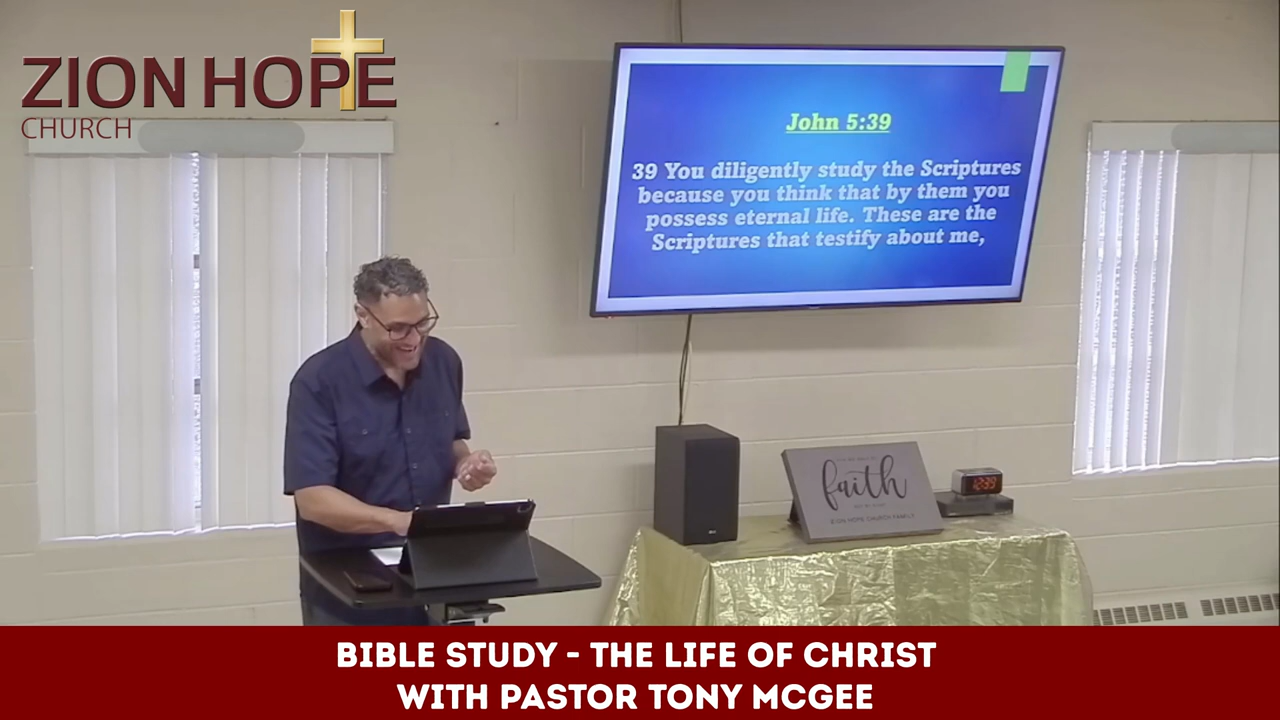 ZION HOPE
CHURCH
John 5:39
39 You diligently study the Scriptures
because you think that by them you
possess eternal life. These are the
Scriptures that testify about me,
faith
ZION HOPE CHURCH FAMILY
12:39
BIBLE STUDY - THE LIFE OF CHRIST
WITH PASTOR TONY MCGEE